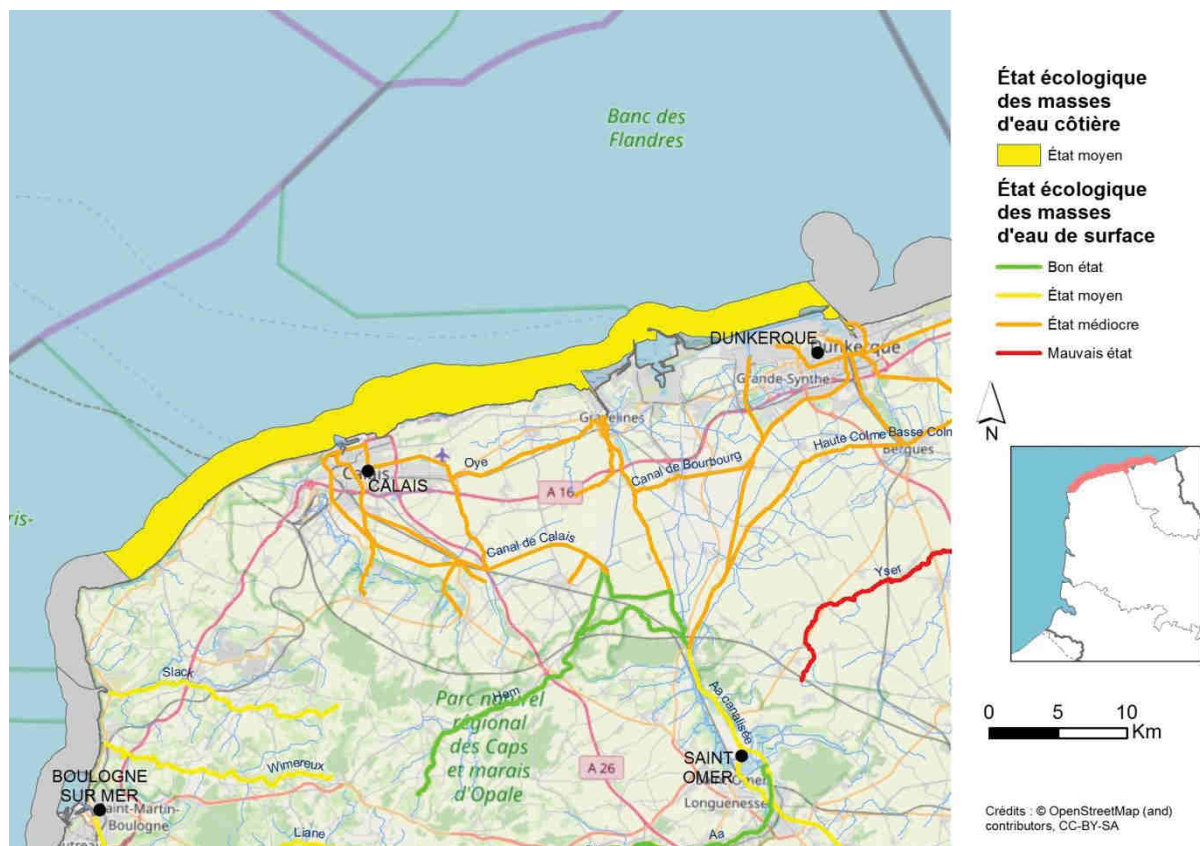 Banc des
Flandres
DUNKERQUE
Dunkerque
Grande-Synthe
Gravelines
Oye
Calais
CALAIS
A 16
Canal de Bourbourg
Haute Colme
Basse Colm
Bergues
Canal de Calais
ris-
Yser
Slack
Hem
Parc naturel
régional
des Caps
et marais
d'Opale
Aa canalisée
Wimereux
A 26
SAINT
OMER
Longuenesse
BOULOGNE
SUR MER
Saint-Martin-
Boulogne
Liane
Aa
État écologique
des masses
d'eau côtière
État moyen
État écologique
des masses
d'eau de surface
Bon état
État moyen
État médiocre
Mauvais état
N
0 5 10
Km
Crédits : © OpenStreetMap (and)
contributors, CC-BY-SA